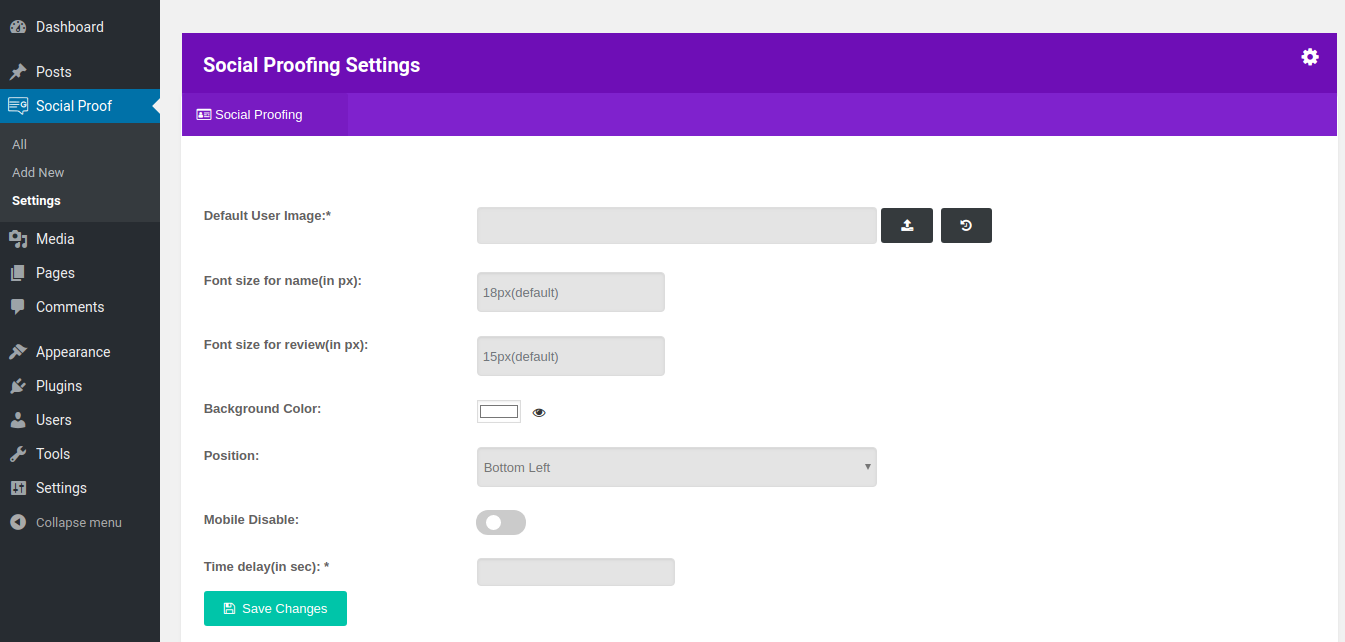 Dashboard
Posts
Social Proof
All
Add New
Settings
Media
Pages
Comments
Appearance
Plugins
Users
Tools
Settings
Collapse menu
Social Proofing Settings
Social Proofing
Default User Image:*
Font size for name(in px):
18px(default)
Font size for review(in px):
15px(default)
Background Color:
Position:
Bottom Left
Mobile Disable:
Time delay(in sec): *
Save Changes